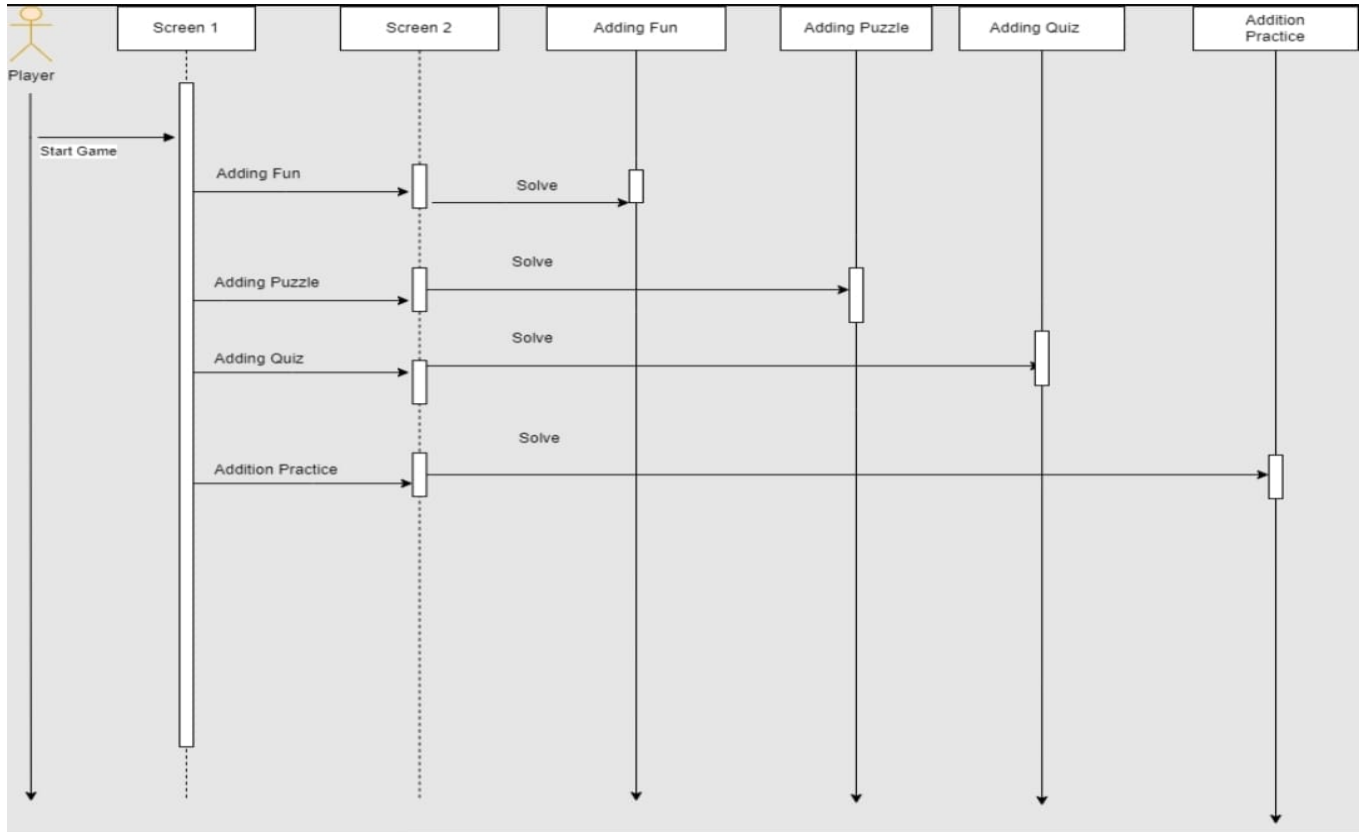 Screen 1
Screen 2
Adding Fun
Adding Puzzle
Adding Quiz
Addition
Practice
Player
Start Game
Adding Fun
Solve
Adding Puzzle
Solve
Adding Quiz
Solve
Addition Practice
Solve